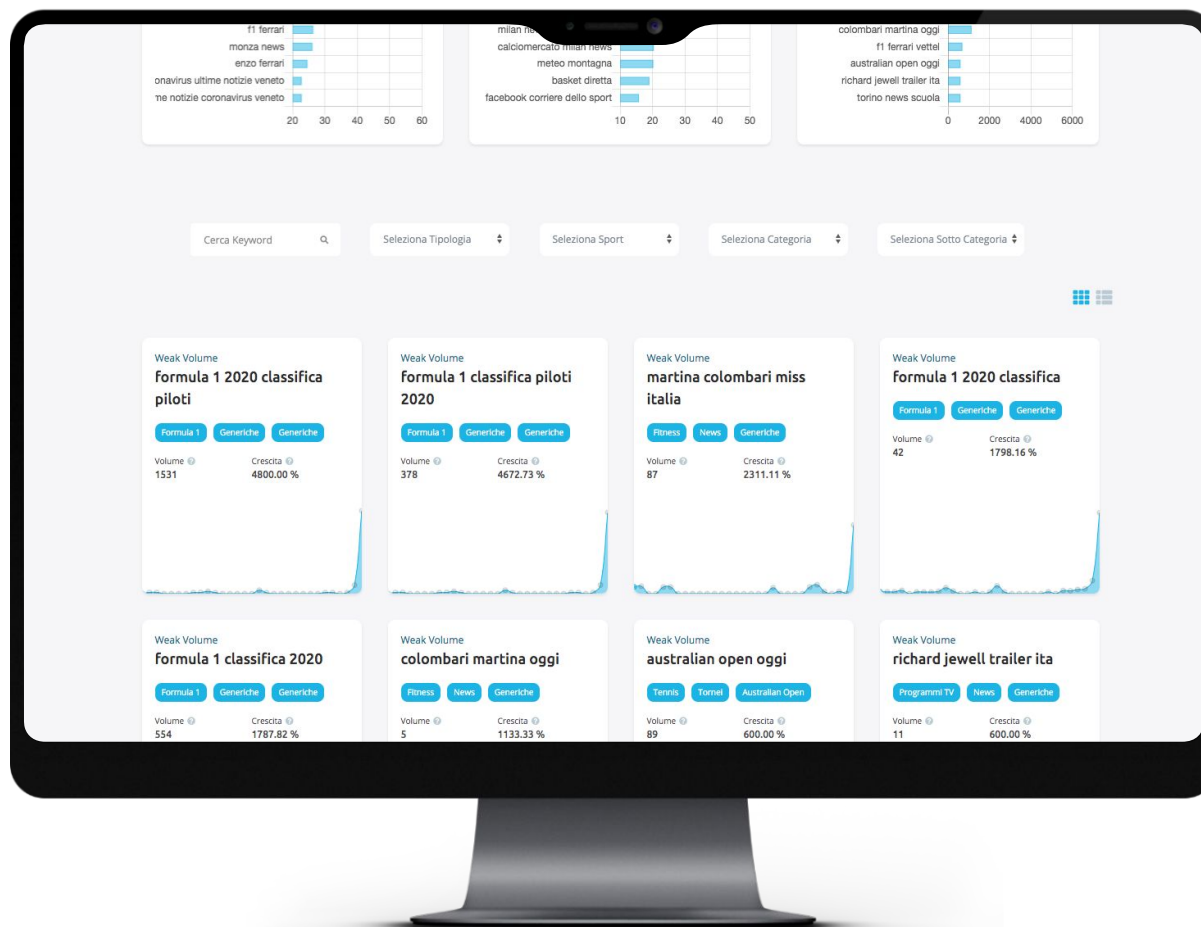 f1 ferrari
monza news
enzo ferrari
onavirus ultime notizie veneto
ne notizie coronavirus veneto
20 30 40 50 60
milan
calciomercato milan news
meteo montagna
basket diretta
facebook corriere dello sport
10 20 30 40 50
colombari martina oggi
f1 ferrari vettel
australian open oggi
richard jewell trailer ita
torino news scuola
0 2000 4000 6000
Cerca Keyword
Seleziona Tipologia
Seleziona Sport
Seleziona Categoria
Seleziona Sotto Categoria
Weak Volume
formula 1 2020 classifica
piloti
Formula 1 Generiche Generiche
Volume Crescita
1531 4800.00 %
Weak Volume
formula 1 classifica piloti
2020
Formula 1 Generiche Generiche
Volume Crescita
378 4672.73 %
Weak Volume
martina colombari miss
italia
Fitness News Generiche
Volume Crescita
87 2311.11 %
Weak Volume
formula 1 2020 classifica
Formula 1 Generiche Generiche
Volume Crescita
42 1798.16 %
Weak Volume
formula 1 classifica 2020
Formula 1 Generiche Generiche
Volume Crescita
554 1787.82 %
Weak Volume
colombari martina oggi
Fitness News Generiche
Volume Crescita
5 1133.33 %
Weak Volume
australian open oggi
Tennis Tornei Australian Open
Volume Crescita
89 600.00 %
Weak Volume
richard jewell trailer ita
Programmi TV News Generiche
Volume Crescita
11 600.00 %